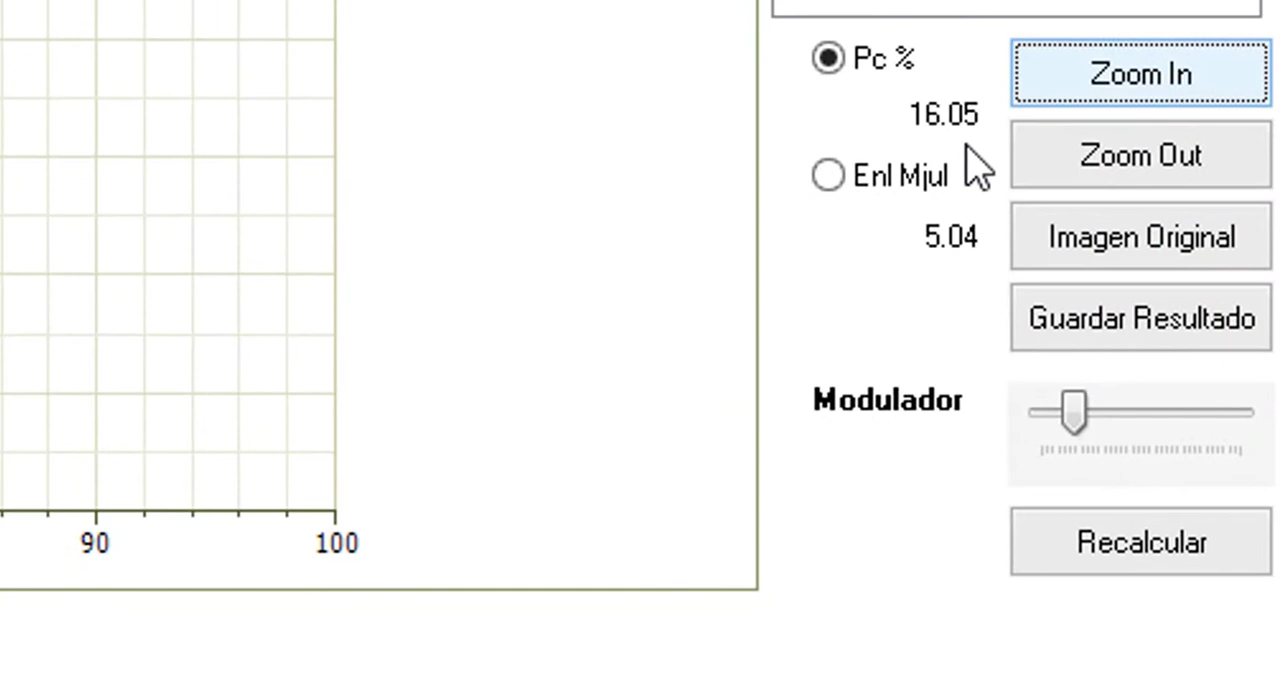 Pc %
Zoom In
16.05
Zoom Out
Enl Mjul
5.04
Imagen Original
Guardar Resultado
Modulador
90
100
Recalcular